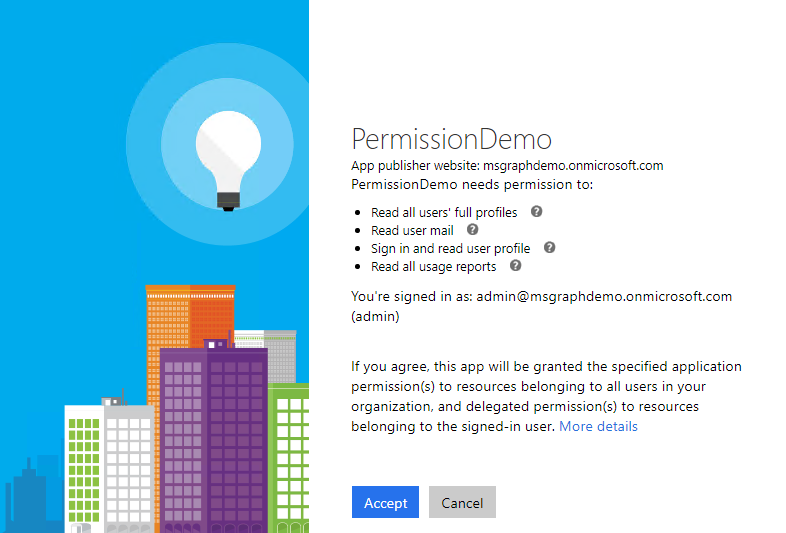 PermissionDemo
App publisher website: msgraphdemo.onmicrosoft.com
PermissionDemo needs permission to:
Read all users' full profiles
Read user mail
Sign in and read user profile
Read all usage reports
You're signed in as: admin@msgraphdemo.onmicrosoft.com
(admin)
If you agree, this app will be granted the specified application
permission(s) to resources belonging to all users in your
organization, and delegated permission(s) to resources
belonging to the signed-in user. More details
Accept Cancel